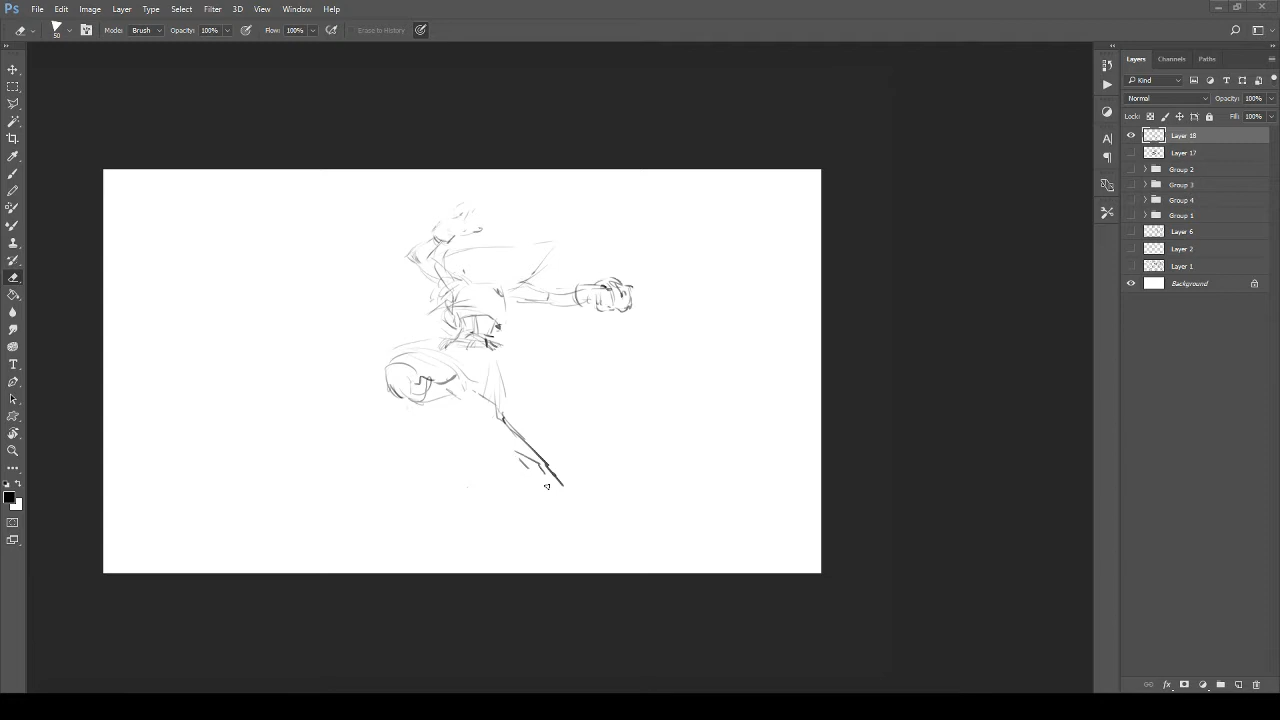 Ps File Edit Image Layer Type Select Filter 3D View Window Help
50 Mode: Brush Opacity: 100% Flow: 100% Erase to History
Layers Channels Paths
Kind
Normal Opacity: 100%
Lock: Fill: 100%
Layer 18
Layer 17
Group 2
Group 3
Group 4
Group 1
Layer 6
Layer 2
Layer 1
Background